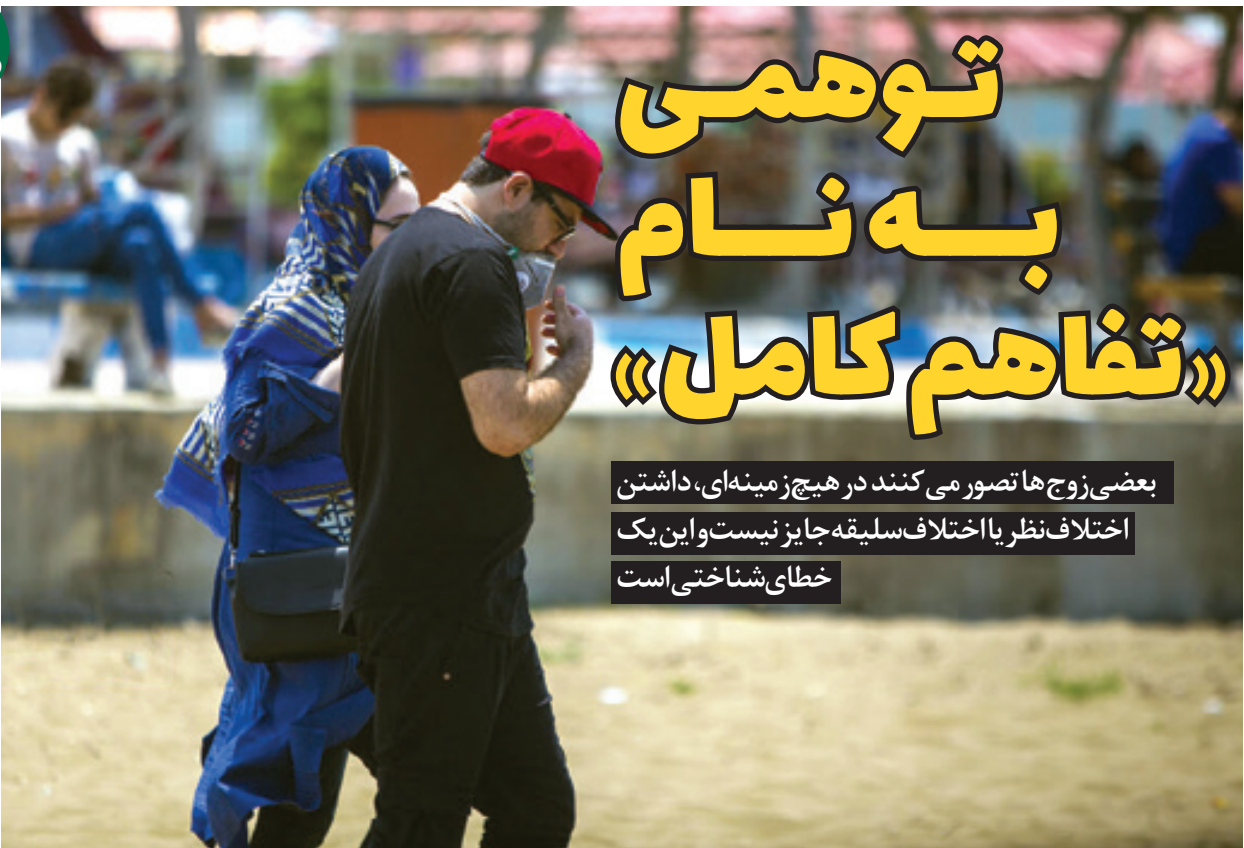 توهمی
به نام
«تفاهم کامل»
بعضی زوج ها تصور می کنند در هیچ زمینه ای، داشتن
اختلاف نظر یا اختلاف سلیقه جایز نیست و این یک
خطای شناختی است